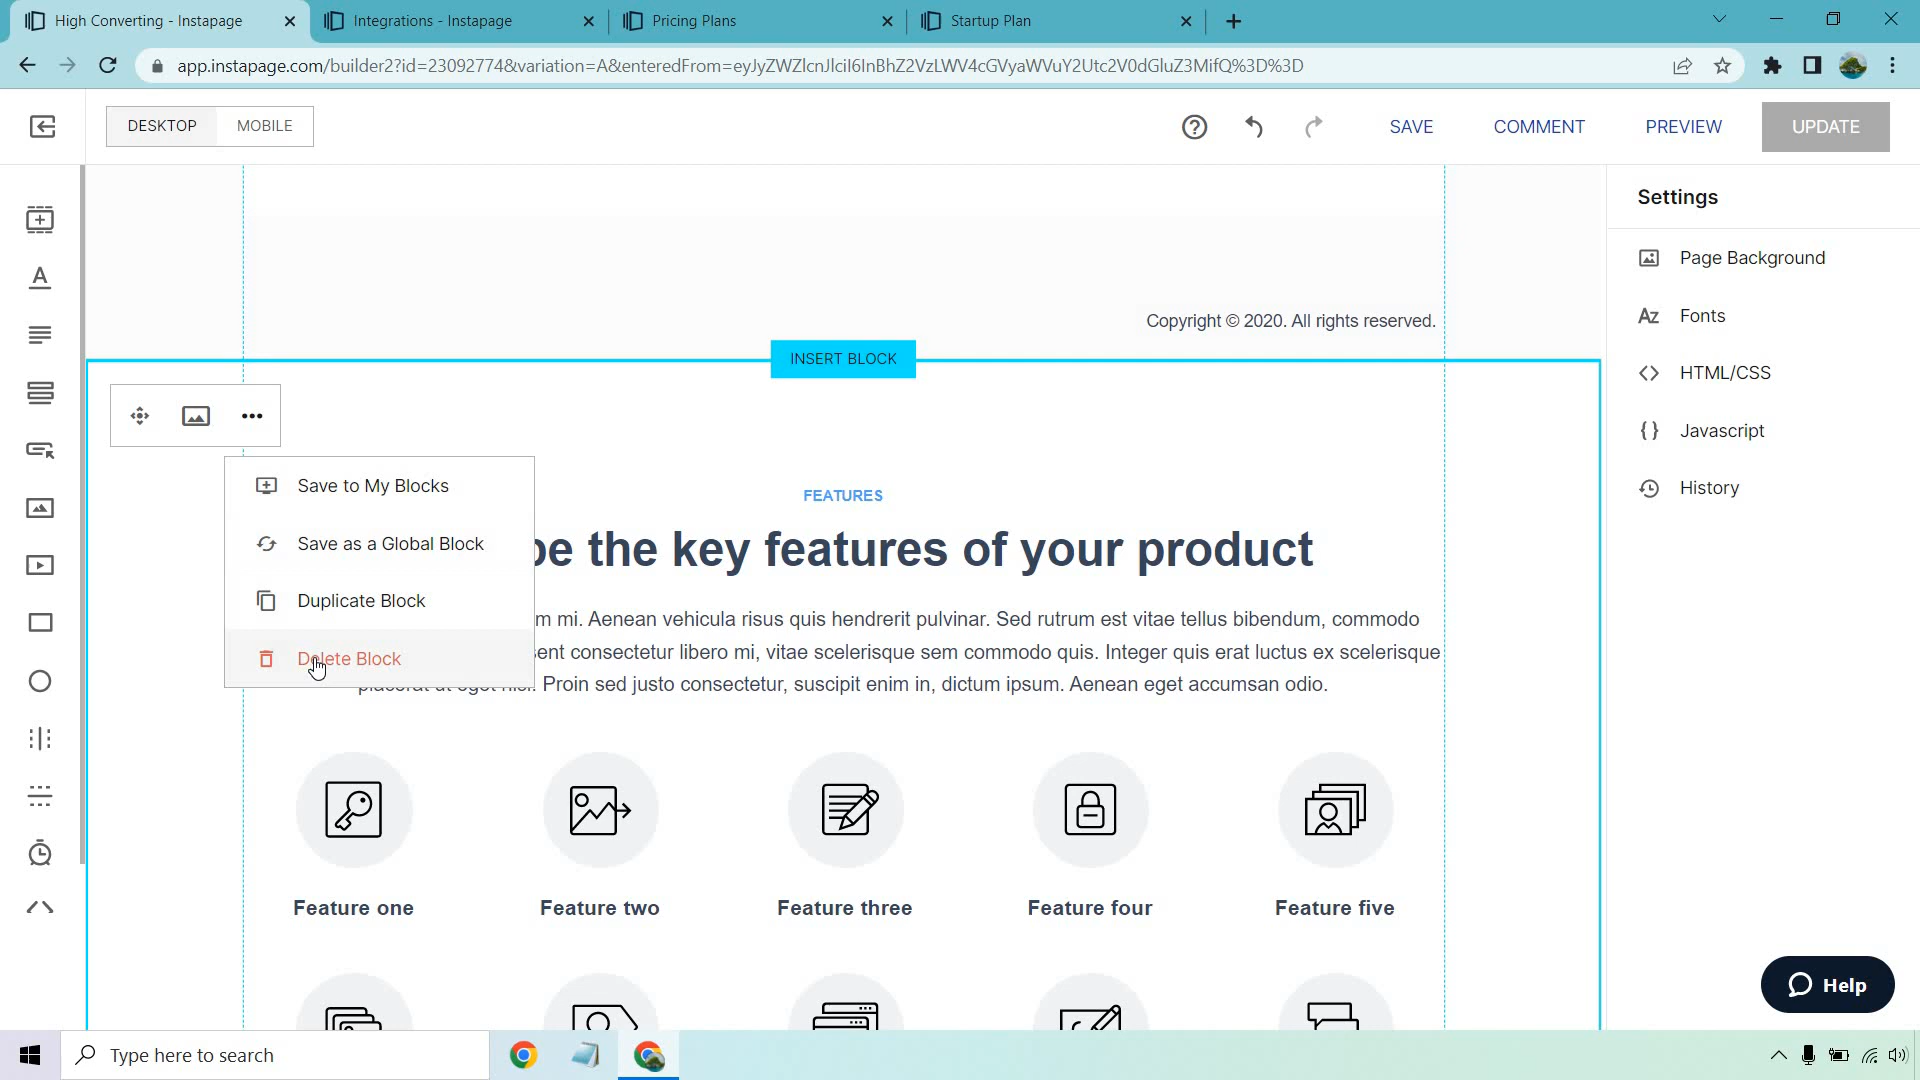 High Converting - Instapage
Integrations - Instapage
Pricing Plans
Startup Plan
app.instapage.com/builder2?id=23092774&variation=A&enteredFrom=eyJyZWZlcnJlciI6InBhZ2VzLWV4cGVyaWVuY2Utc2V0dGluZ3MifQ%3D%3D
DESKTOP
MOBILE
SAVE
COMMENT
PREVIEW
UPDATE
Settings
Page Background
Fonts
HTML/CSS
Javascript
History
Copyright © 2020. All rights reserved.
INSERT BLOCK
Save to My Blocks
Save as a Global Block
Duplicate Block
Delete Block
FEATURES
be the key features of your product
m mi. Aenean vehicula risus quis hendrerit pulvinar. Sed rutrum est vitae tellus bibendum, commodo
sent consectetur libero mi, vitae scelerisque sem commodo quis. Integer quis erat luctus ex scelerisque
Proin sed justo consectetur, suscipit enim in, dictum ipsum. Aenean eget accumsan odio.
Feature one
Feature two
Feature three
Feature four
Feature five
Help
Type here to search